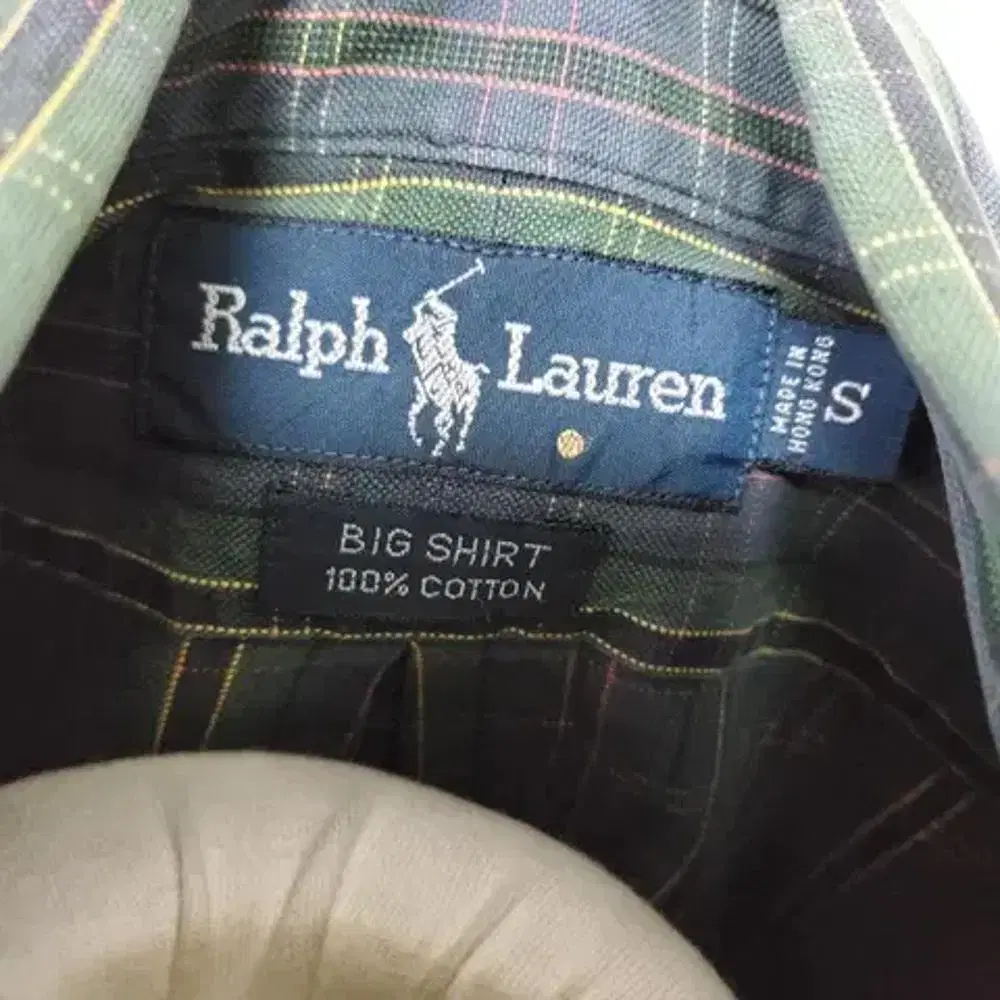 Ralph Lauren
MADE IN
HONG KONG
S
BIG SHIRT
100% COTTON